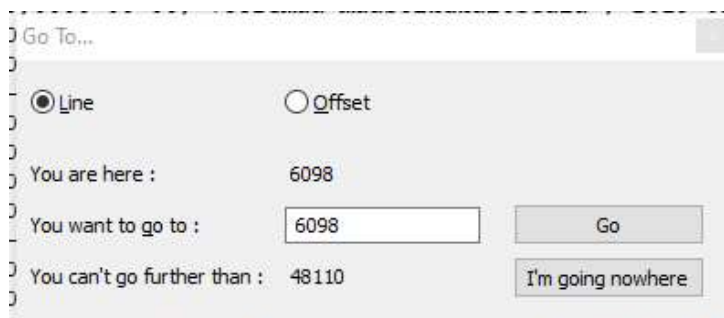 Go To...
Line Offset
You are here : 6098
You want to go to : 6098 Go
You can't go further than : 48110 I'm going nowhere